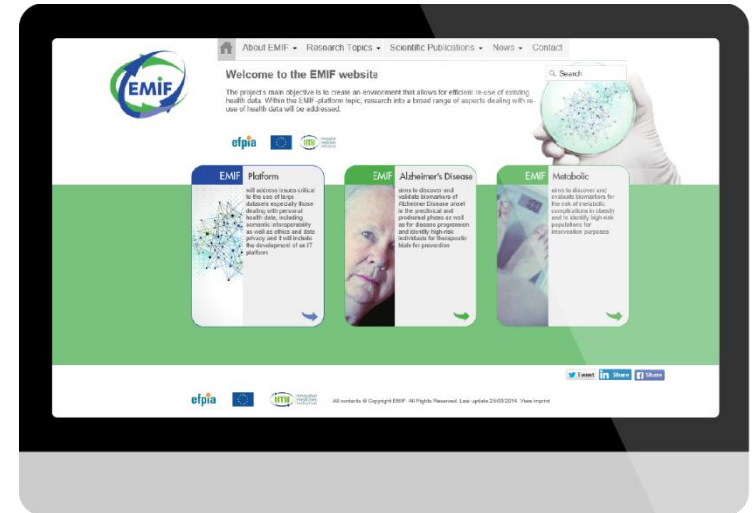 About EMIF Research Topics Scientific Publications News Contact
EMIF
Welcome to the EMIF website
Search
The project's main objective is to create an environment that allows for efficient re-use of existing
health data. Within the EMIF-platform topic, research into a broad range of aspects dealing with re-
use of health data will be addressed.
efpia imi innovative medicines initiative
EMIF Platform
will address issues critical
to the use of large
datasets especially those
dealing with personal
health data, including
semantic interoperability
as well as ethics and data
privacy and it will include
the development of an IT
platform
EMIF Alzheimer's Disease
aims to discover and
validate biomarkers of
Alzheimer Disease onset
in the preclinical and
prodromal phase as well
as for disease progression
and identify high-risk
individuals for therapeutic
trials for prevention
EMIF Metabolic
aims to discover and
evaluate biomarkers for
the risk of metabolic
complications in obesity
and to identify high-risk
populations for
intervention purposes
Tweet in Share f Share
efpia imi innovative medicines initiative
All contents © Copyright EMIF. All Rights Reserved. Last update 25/03/2014 View imprint